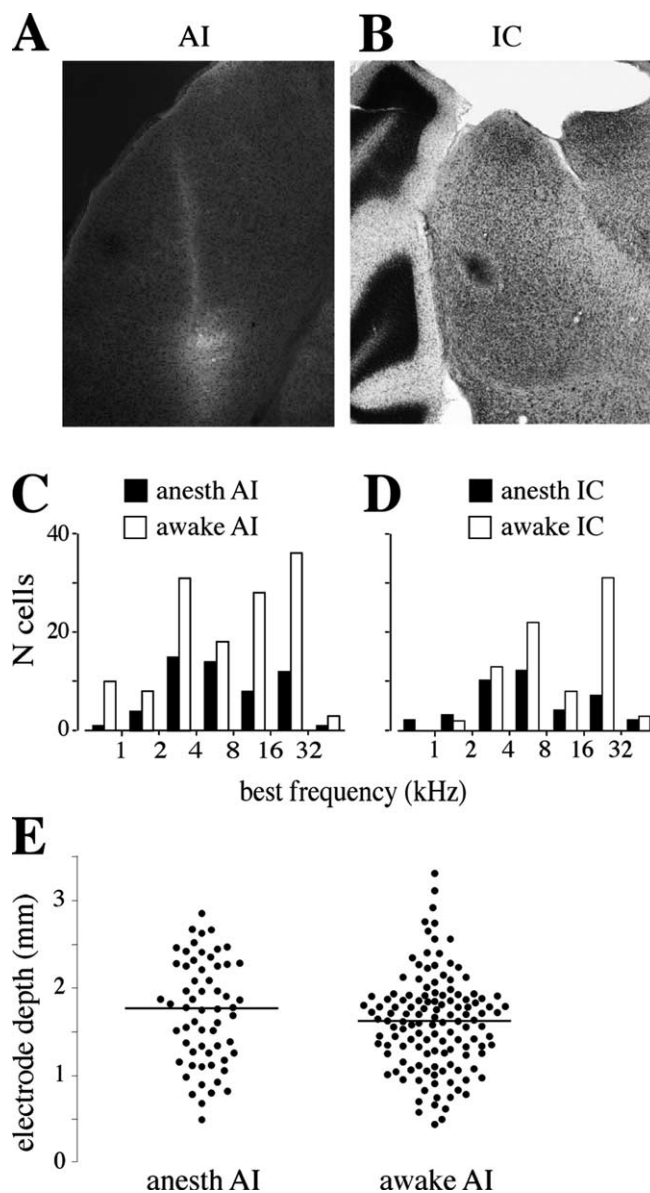 A AI B IC
C anesth AI D anesth IC
awake AI awake IC
40
N cells
20
0
1 2 4 8 16 32 1 2 4 8 16 32
best frequency (kHz)
E
electrode depth (mm)
3
2
1
0
anesth AI awake AI